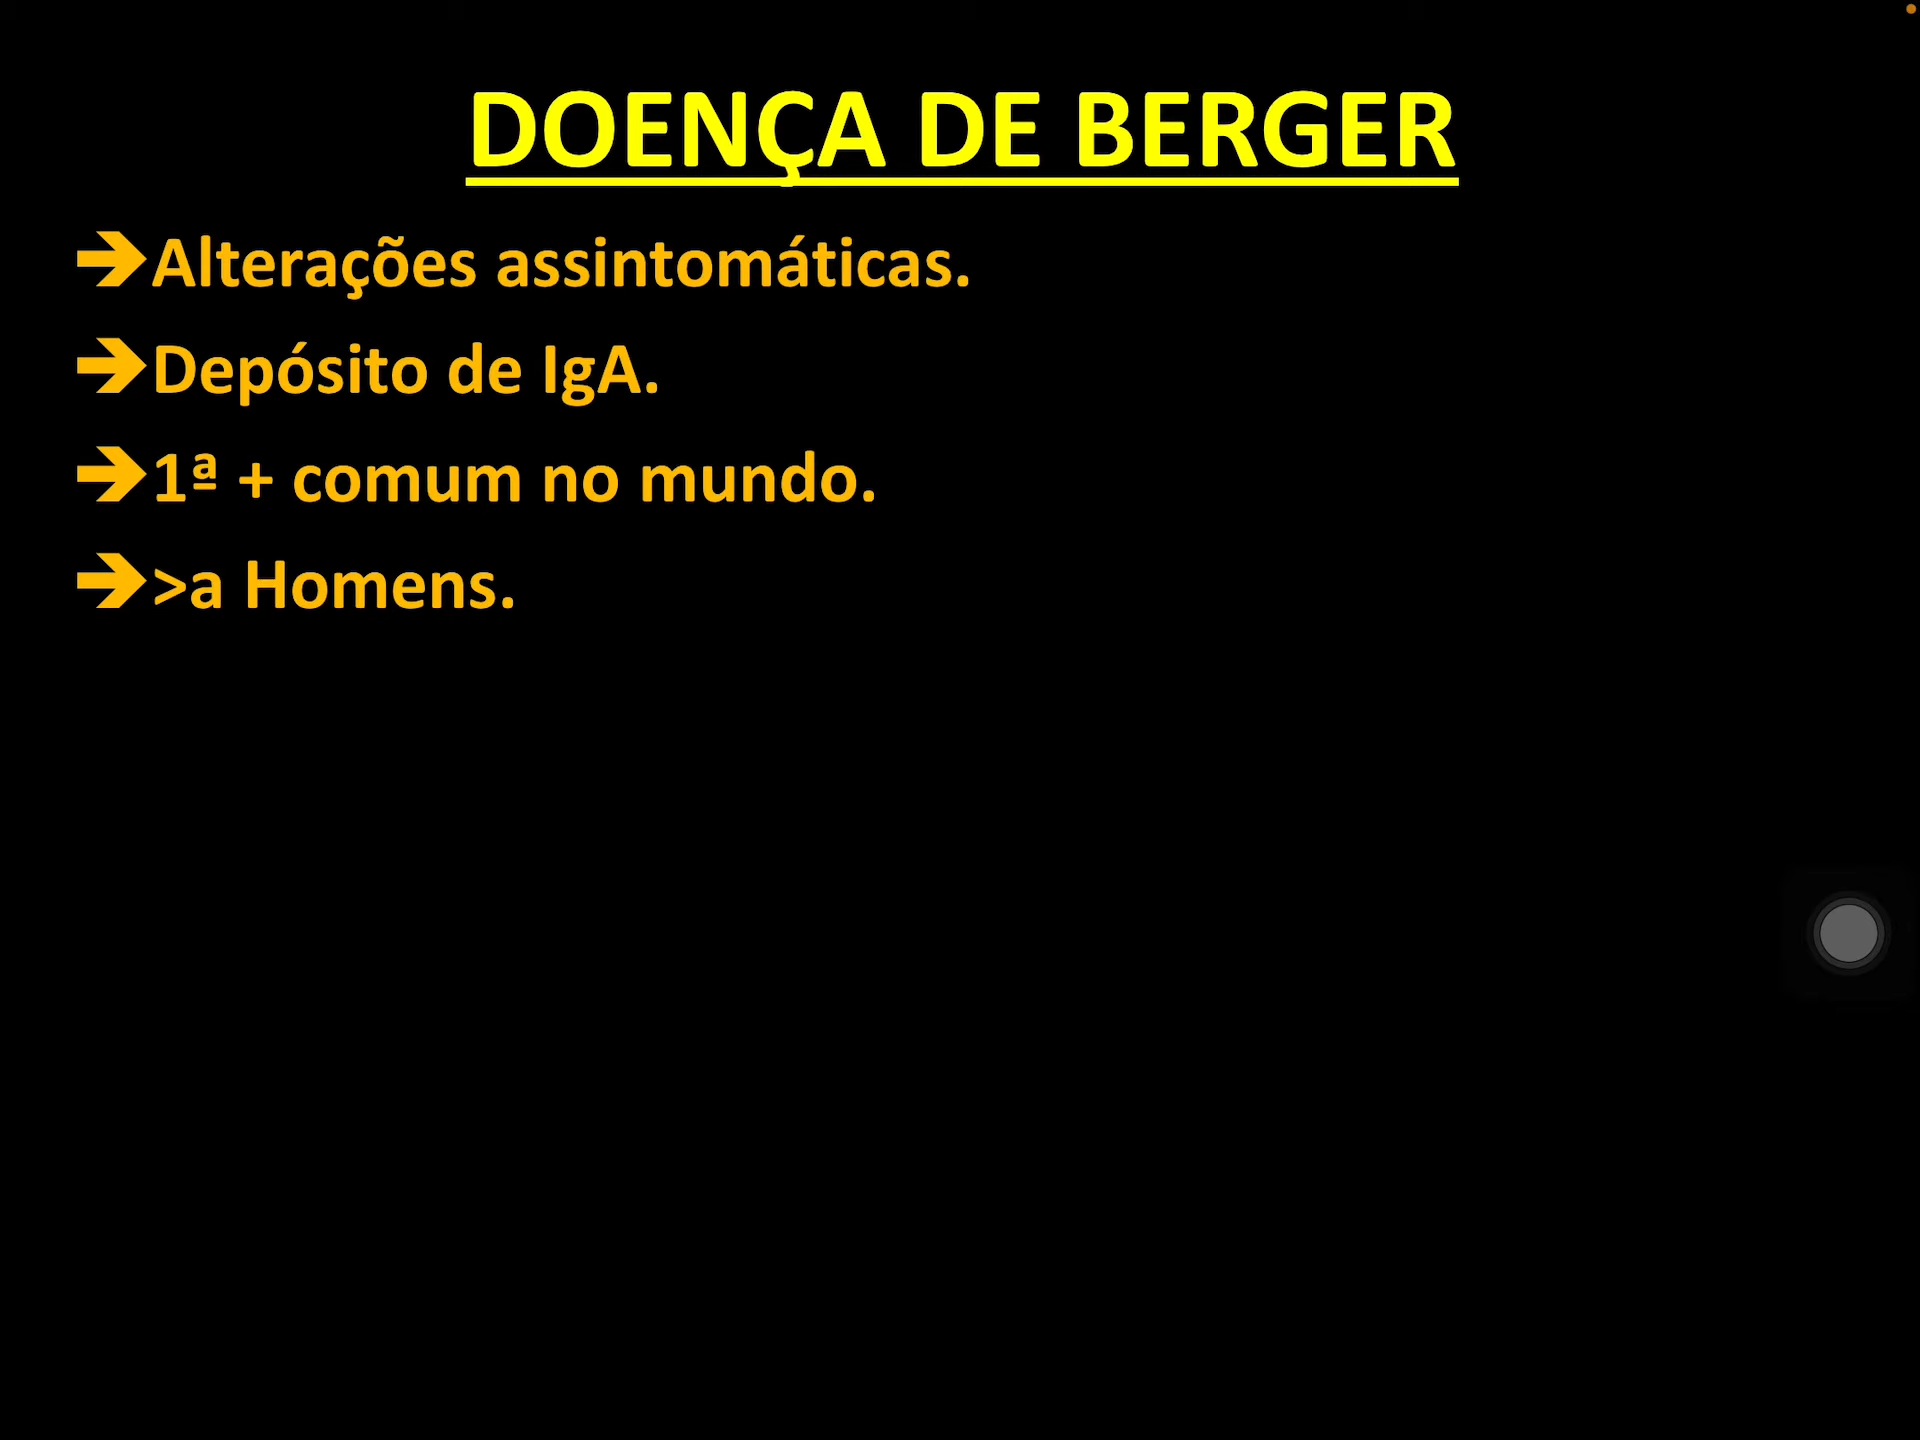 DOENÇA DE BERGER
➔Alterações assintomáticas.
➔Depósito de IgA.
➔1ª + comum no mundo.
➔>a Homens.